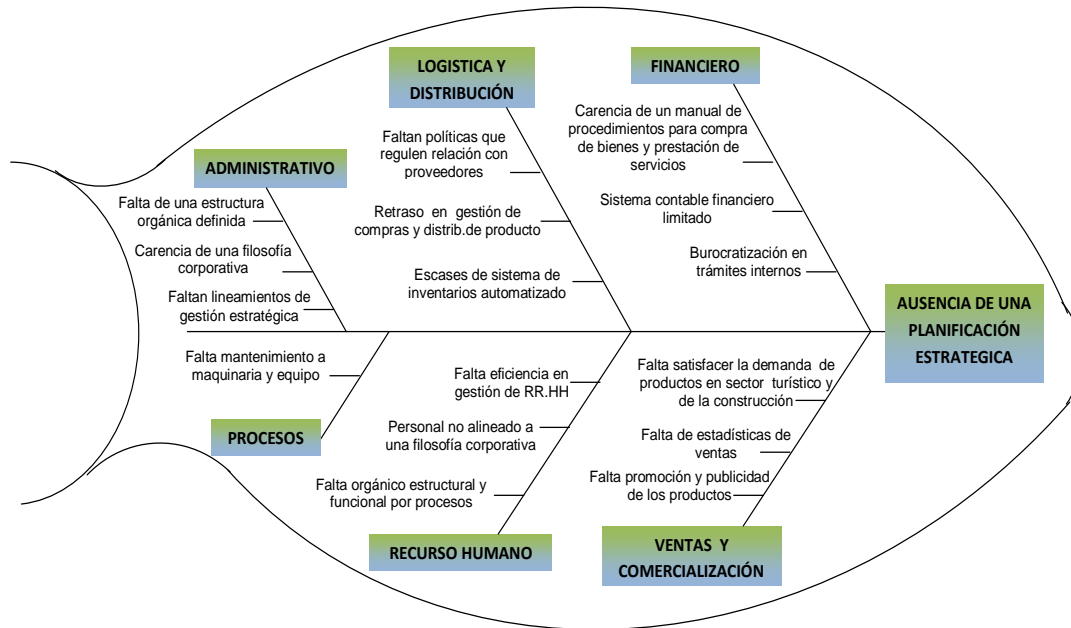 LOGISTICA Y
DISTRIBUCIÓN
FINANCIERO
Carencia de un manual de
procedimientos para compra
de bienes y prestación de
servicios
Faltan políticas que
regulen relación con
proveedores
ADMINISTRATIVO
Falta de una estructura
orgánica definida
Sistema contable financiero
limitado
Retraso en gestión de
compras y distrib.de producto
Carencia de una filosofía
corporativa
Burocratización en
trámites internos
Escases de sistema de
inventarios automatizado
Faltan lineamientos de
gestión estratégica
AUSENCIA DE UNA
PLANIFICACIÓN
ESTRATEGICA
Falta mantenimiento a
maquinaria y equipo
PROCESOS
Falta eficiencia en
gestión de RR.HH
Personal no alineado a
una filosofía corporativa
Falta orgánico estructural y
funcional por procesos
RECURSO HUMANO
Falta satisfacer la demanda de
productos en sector turístico y
de la construcción
Falta de estadísticas de
ventas
Falta promoción y publicidad
de los productos
VENTAS Y
COMERCIALIZACIÓN